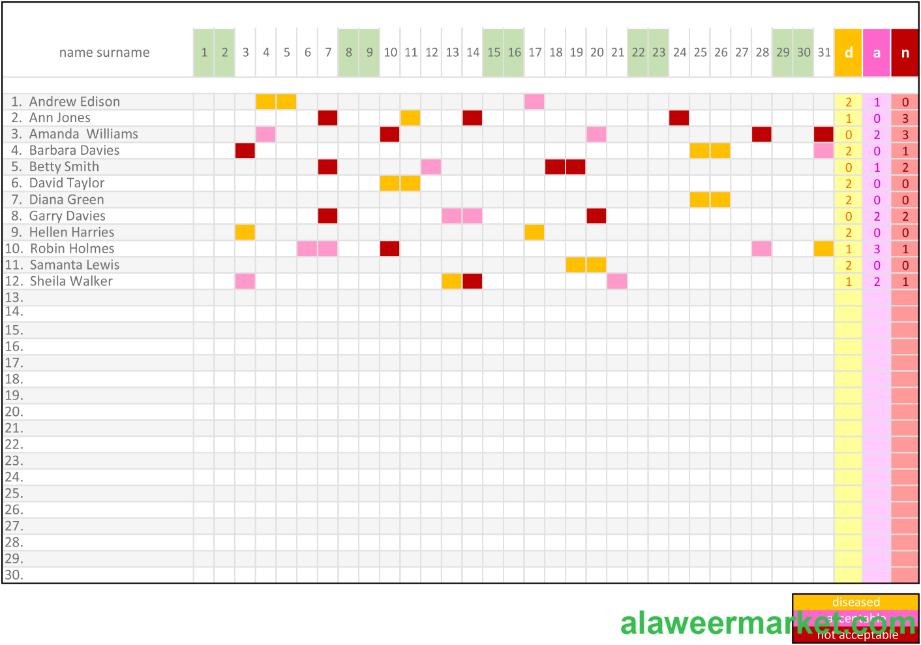 name surname 1 2 3 4 5 6 7 8 9 10 11 12 13 14 15 16 17 18 19 20 21 22 23 24 25 26 27 28 29 30 31 d a n
1. Andrew Edison 2 1 0
2. Ann Jones 1 0 3
3. Amanda Williams 0 2 3
4. Barbara Davies 2 0 1
5. Betty Smith 0 1 2
6. David Taylor 2 0 0
7. Diana Green 2 0 0
8. Garry Davies 0 2 2
9. Hellen Harries 2 0 0
10. Robin Holmes 1 3 1
11. Samanta Lewis 2 0 0
12. Sheila Walker 1 2 1
13.
14.
15.
16.
17.
18.
19.
20.
21.
22.
23.
24.
25.
26.
27.
28.
29.
30.
diseased
alaweermarket.com
not acceptable